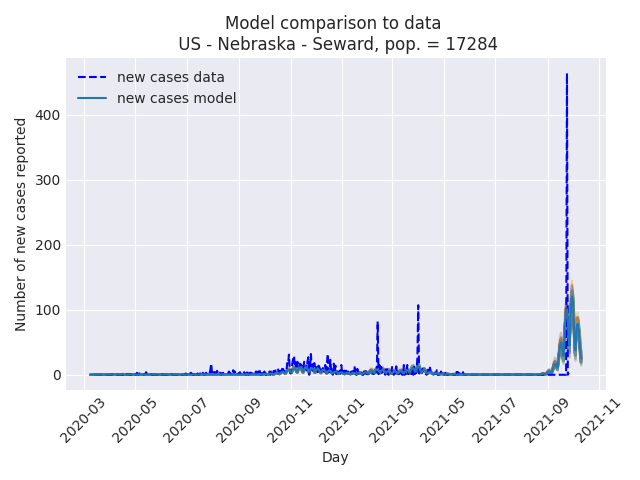 Model comparison to data
US - Nebraska - Seward, pop. = 17284
new cases data
new cases model
Number of new cases reported
400
300
200
100
0
2020-03
2020-05
2020-07
2020-09
2020-11
2021-01
2021-03
2021-05
2021-07
2021-09
2021-11
Day